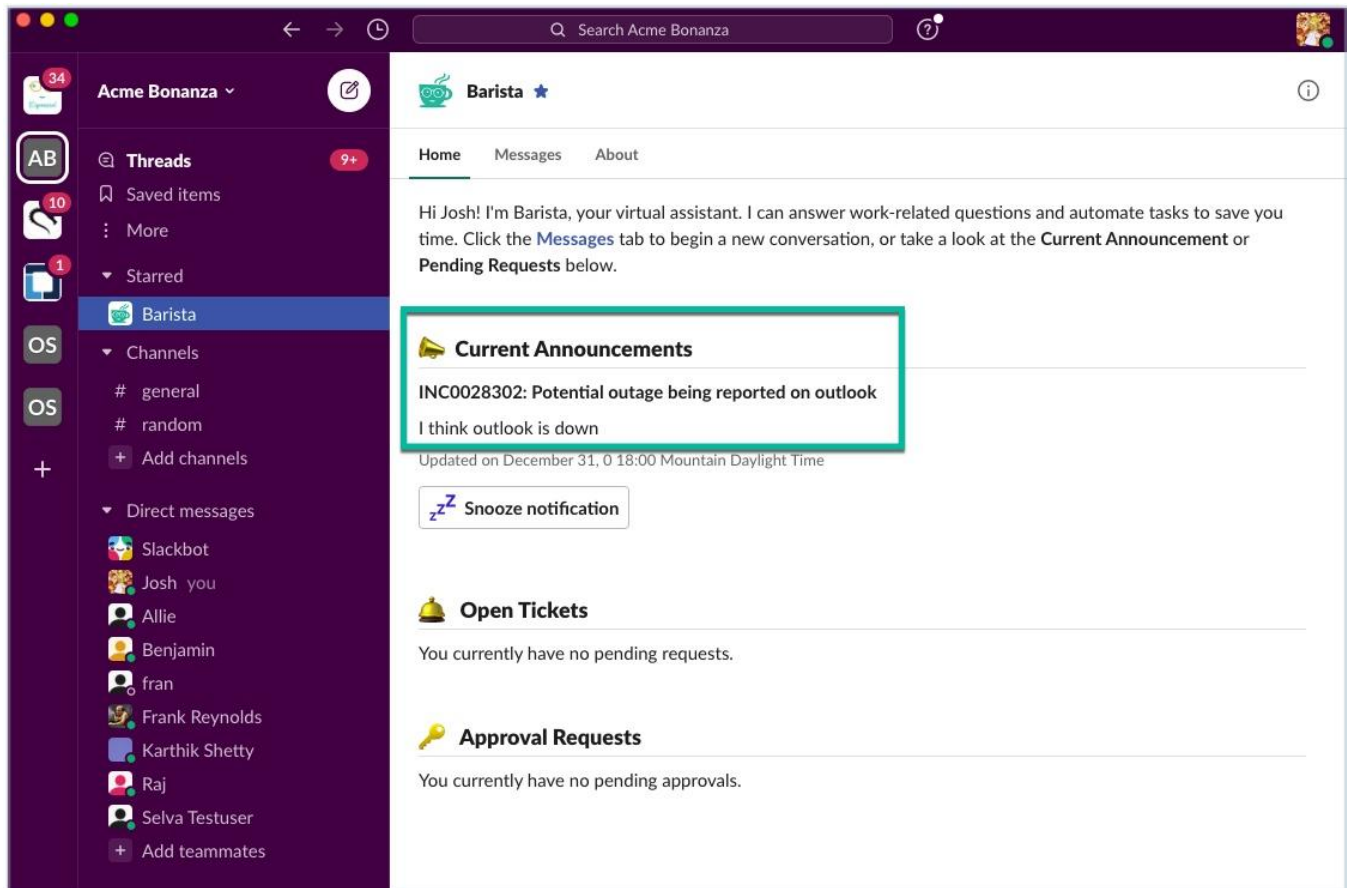 Search Acme Bonanza
34
AB
10
1
OS
OS
+
Acme Bonanza
Threads 9+
Saved items
More
Starred
Barista
Channels
# general
# random
+ Add channels
Direct messages
Slackbot
Josh you
Allie
Benjamin
fran
Frank Reynolds
Karthik Shetty
Raj
Selva Testuser
+ Add teammates
Barista
Home Messages About
Hi Josh! I'm Barista, your virtual assistant. I can answer work-related questions and automate tasks to save you
time. Click the Messages tab to begin a new conversation, or take a look at the Current Announcement or
Pending Requests below.
Current Announcements
INC0028302: Potential outage being reported on outlook
I think outlook is down
Updated on December 31, 0 18:00 Mountain Daylight Time
zzZ Snooze notification
Open Tickets
You currently have no pending requests.
Approval Requests
You currently have no pending approvals.